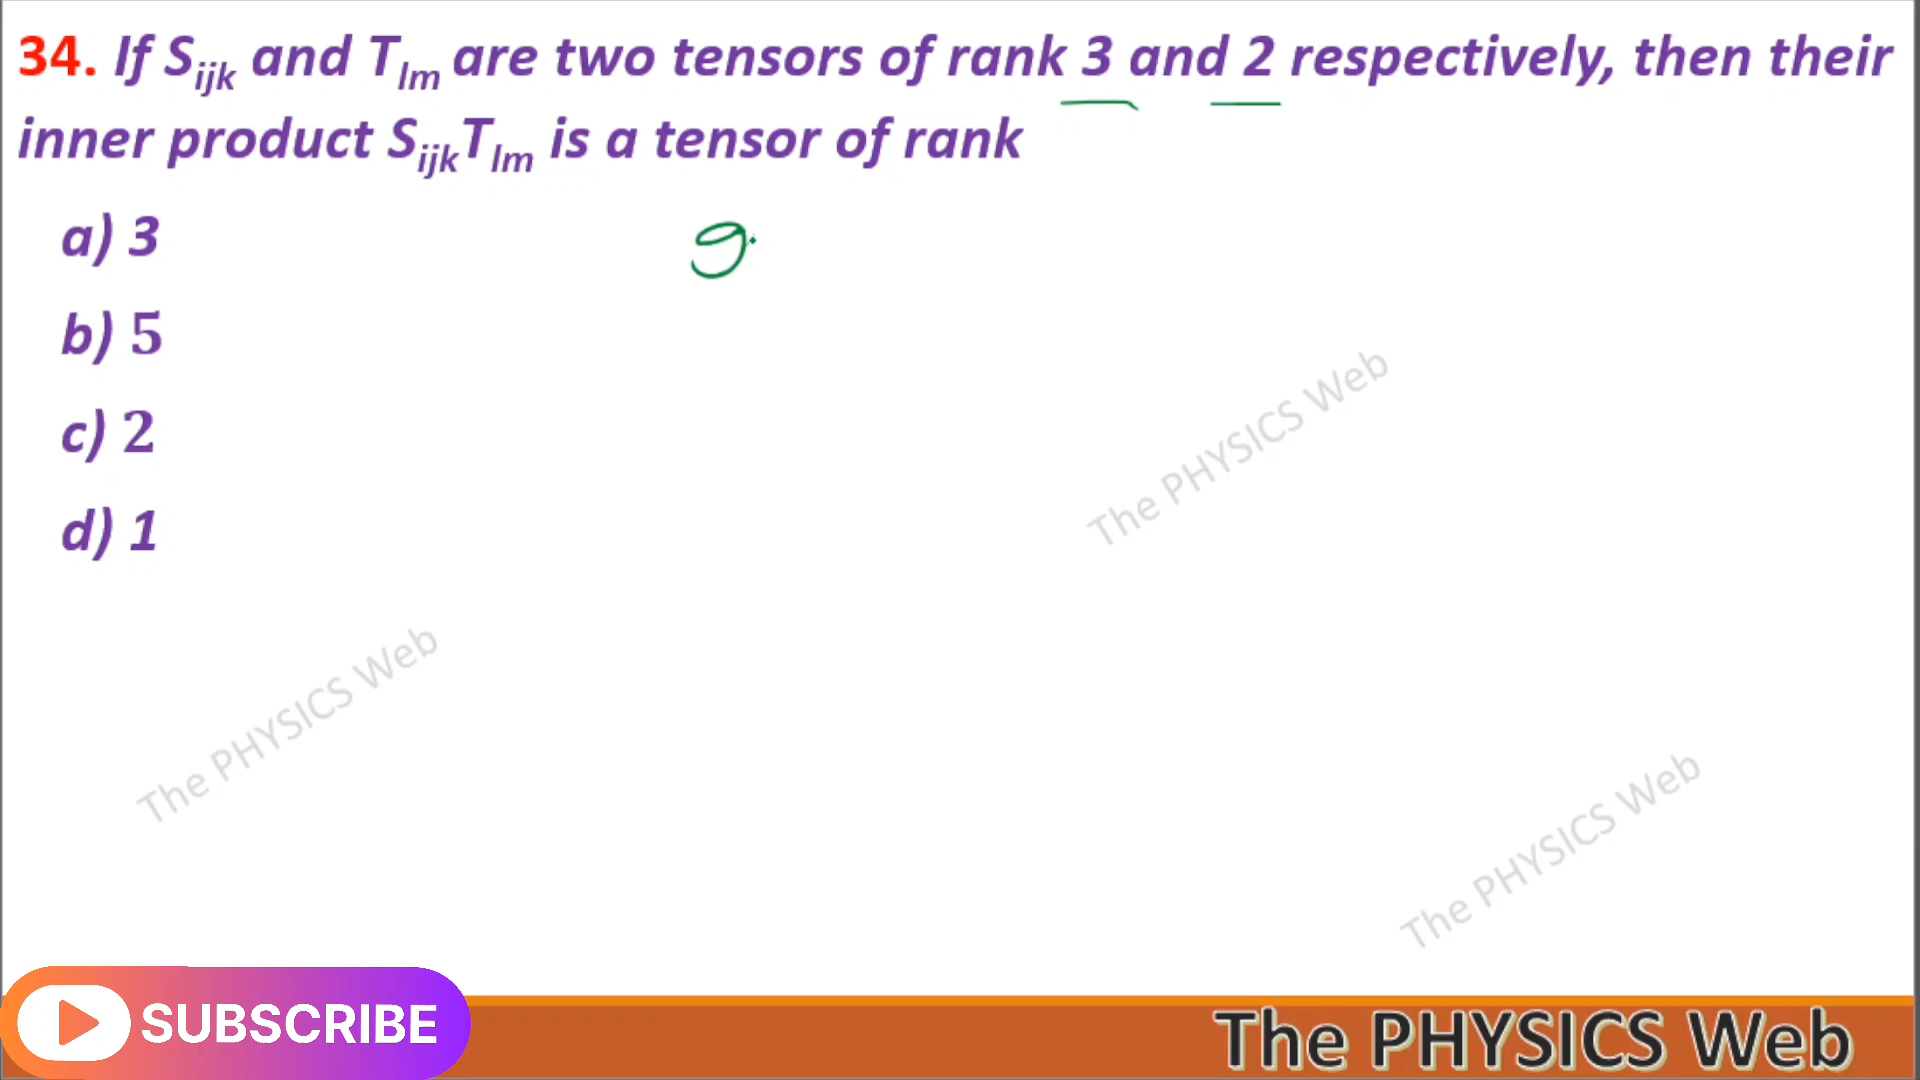 34. If Sijk and Tlm are two tensors of rank 3 and 2 respectively, then their
inner product SijkTlm is a tensor of rank
a) 3
b) 5
c) 2
d) 1
The PHYSICS Web
The PHYSICS Web
The PHYSICS Web
SUBSCRIBE
The PHYSICS Web